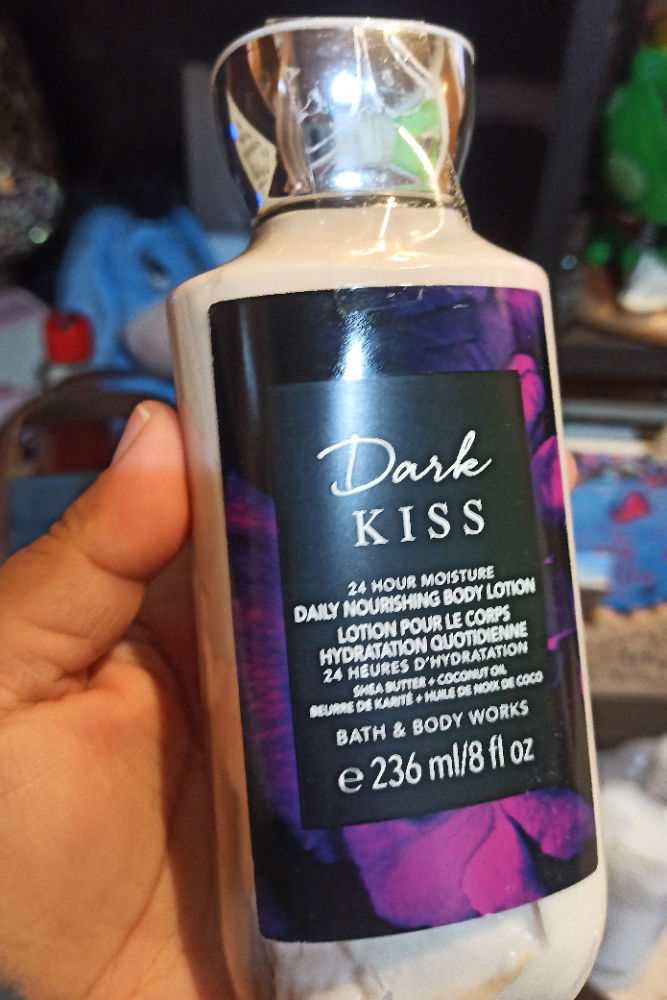 Dark
KISS
24 HOUR MOISTURE
DAILY NOURISHING BODY LOTION
LOTION POUR LE CORPS
HYDRATATION QUOTIDIENNE
24 HEURES D'HYDRATATION
SHEA BUTTER + COCONUT OIL
BEURRE DE KARITÉ + HUILE DE NOIX DE COCO
BATH & BODY WORKS
e 236 ml/8 fl oz